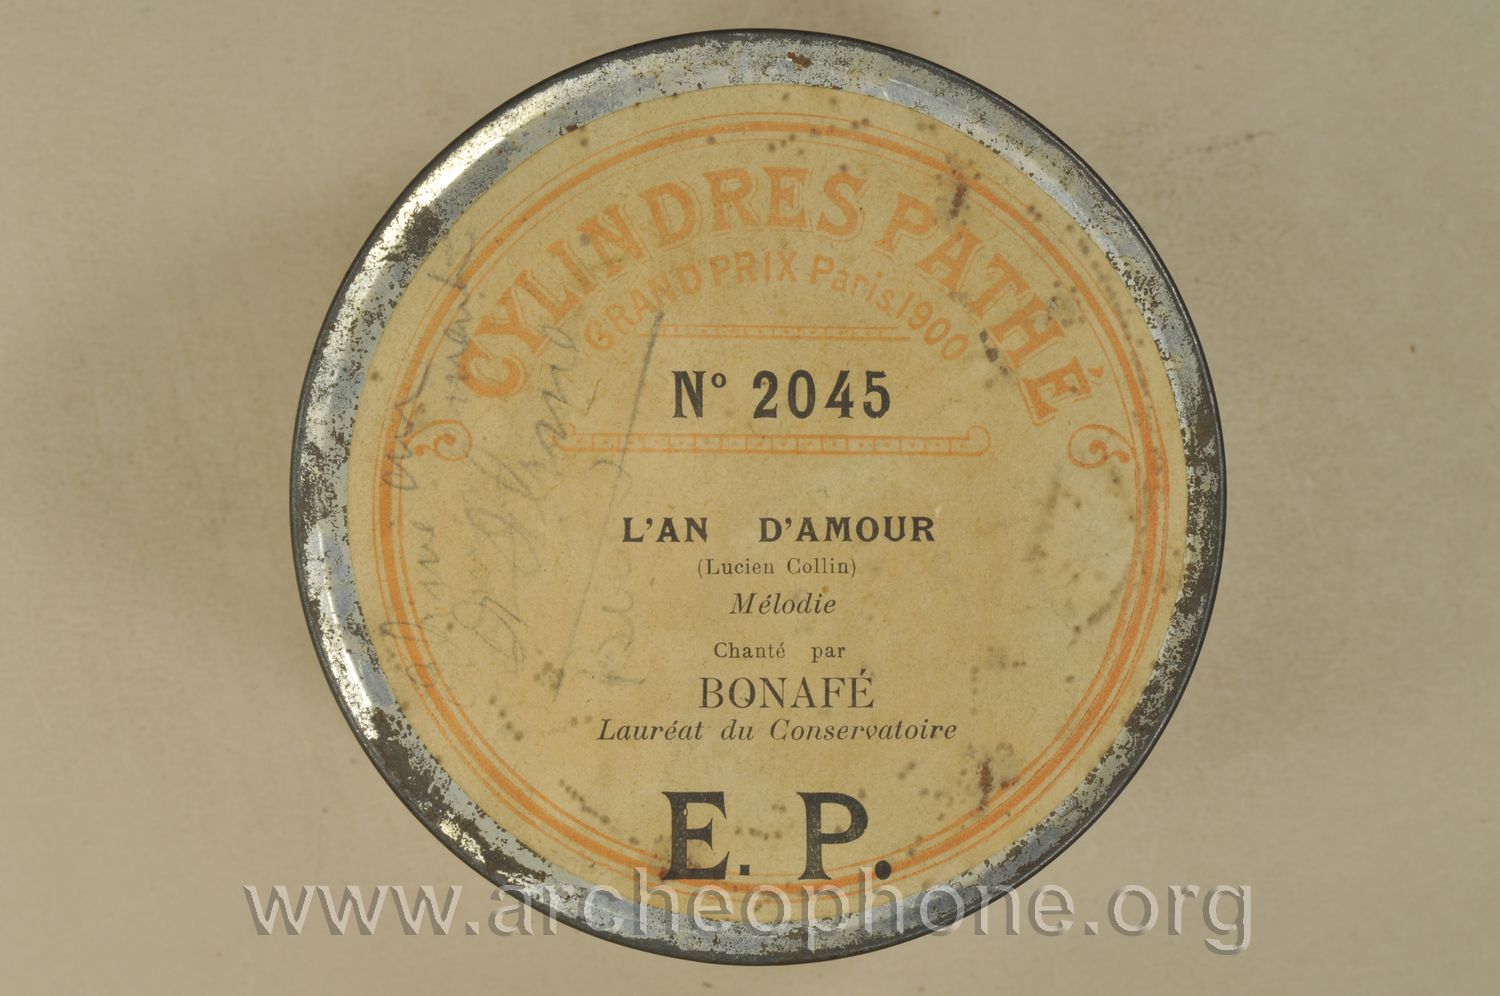 CYLINDRES PATHÉ
GRAND PRIX Paris 1900
Nº 2045
L'AN D'AMOUR
(Lucien Collin)
Mélodie
Chanté par
BONAFÉ
Lauréat du Conservatoire
E. P.
www.archeophone.org